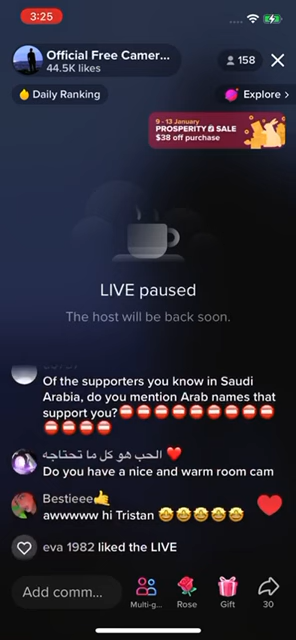 3:25
Official Free Camer...
44.5K likes
158
Daily Ranking
Explore >
9 - 13 January
PROSPERITY SALE
$38 off purchase
LIVE paused
The host will be back soon.
Of the supporters you know in Saudi
Arabia, do you mention Arab names that
support you?⛔⛔⛔⛔⛔⛔⛔⛔⛔⛔
⛔⛔⛔⛔
الحب هو كل ما تحتاجه ❤️
Do you have a nice and warm room cam
Bestieee🤙
awwwww hi Tristan 🤩🤩🤩🤩🤩
eva 1982 liked the LIVE
Add comm...
Multi-g...
Rose
Gift
30